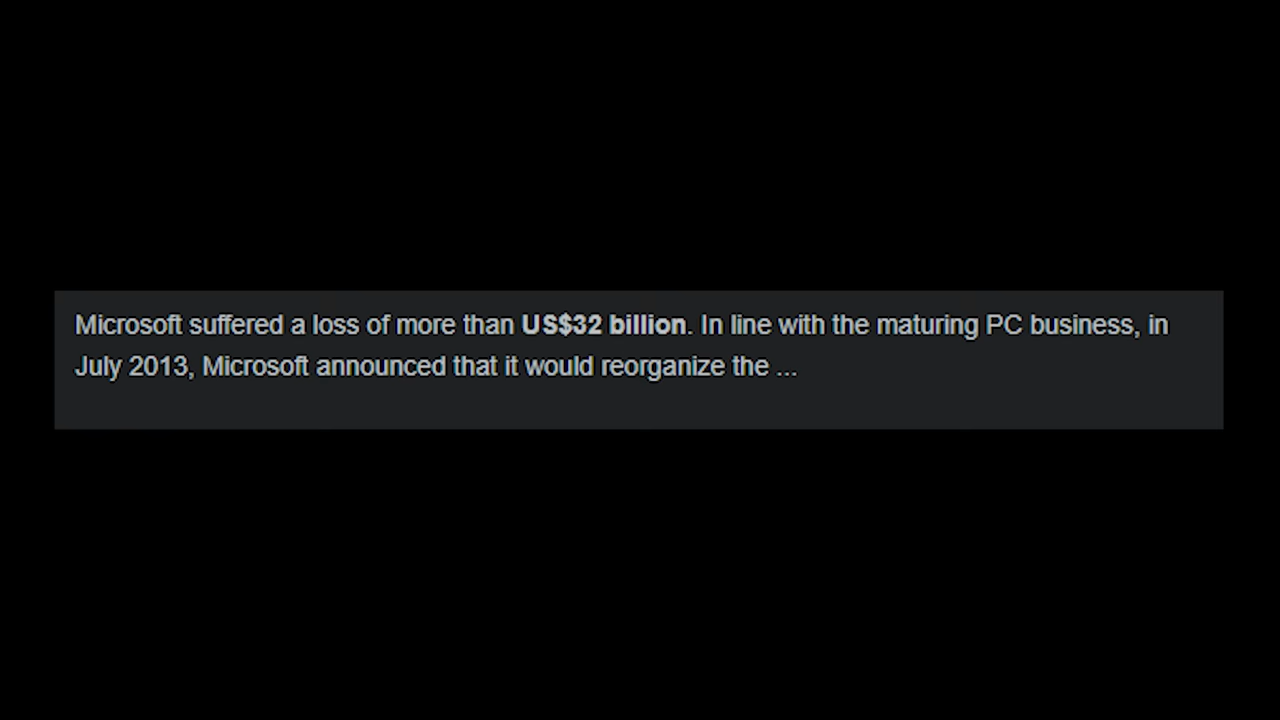 Microsoft suffered a loss of more than US$32 billion. In line with the maturing PC business, in
July 2013, Microsoft announced that it would reorganize the ...